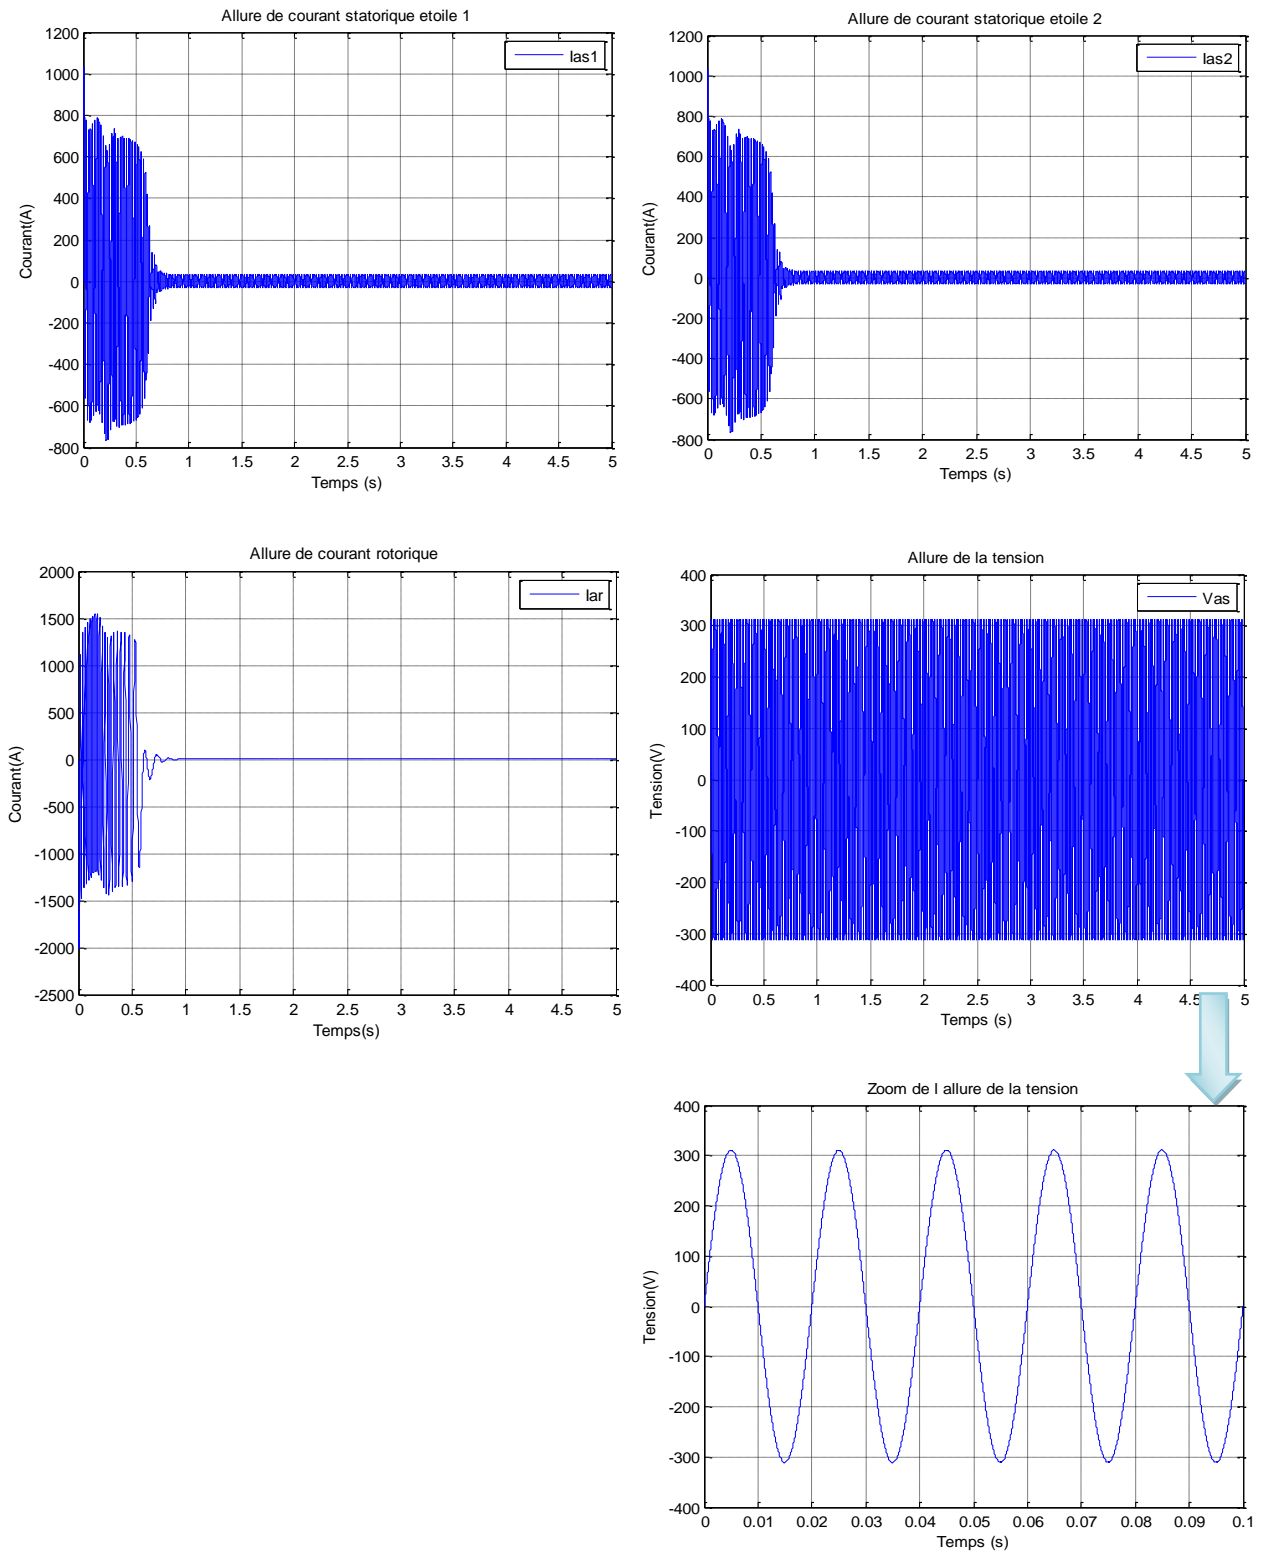 Allure de courant statorique etoile 1
1200
1000
800
600
400
200
0
-200
-400
-600
-800
Courant(A)
Ias1
0 0.5 1 1.5 2 2.5 3 3.5 4 4.5 5
Temps (s)
Allure de courant statorique etoile 2
1200
1000
800
600
400
200
0
-200
-400
-600
-800
Courant(A)
Ias2
0 0.5 1 1.5 2 2.5 3 3.5 4 4.5 5
Temps (s)
Allure de courant rotorique
2000
1500
1000
500
0
-500
-1000
-1500
-2000
-2500
Courant(A)
Iar
0 0.5 1 1.5 2 2.5 3 3.5 4 4.5 5
Temps(s)
Allure de la tension
400
300
200
100
0
-100
-200
-300
-400
Tension(V)
Vas
0 0.5 1 1.5 2 2.5 3 3.5 4 4.5 5
Temps (s)
Zoom de l allure de la tension
400
300
200
100
0
-100
-200
-300
-400
Tension(V)
0 0.01 0.02 0.03 0.04 0.05 0.06 0.07 0.08 0.09 0.1
Temps (s)